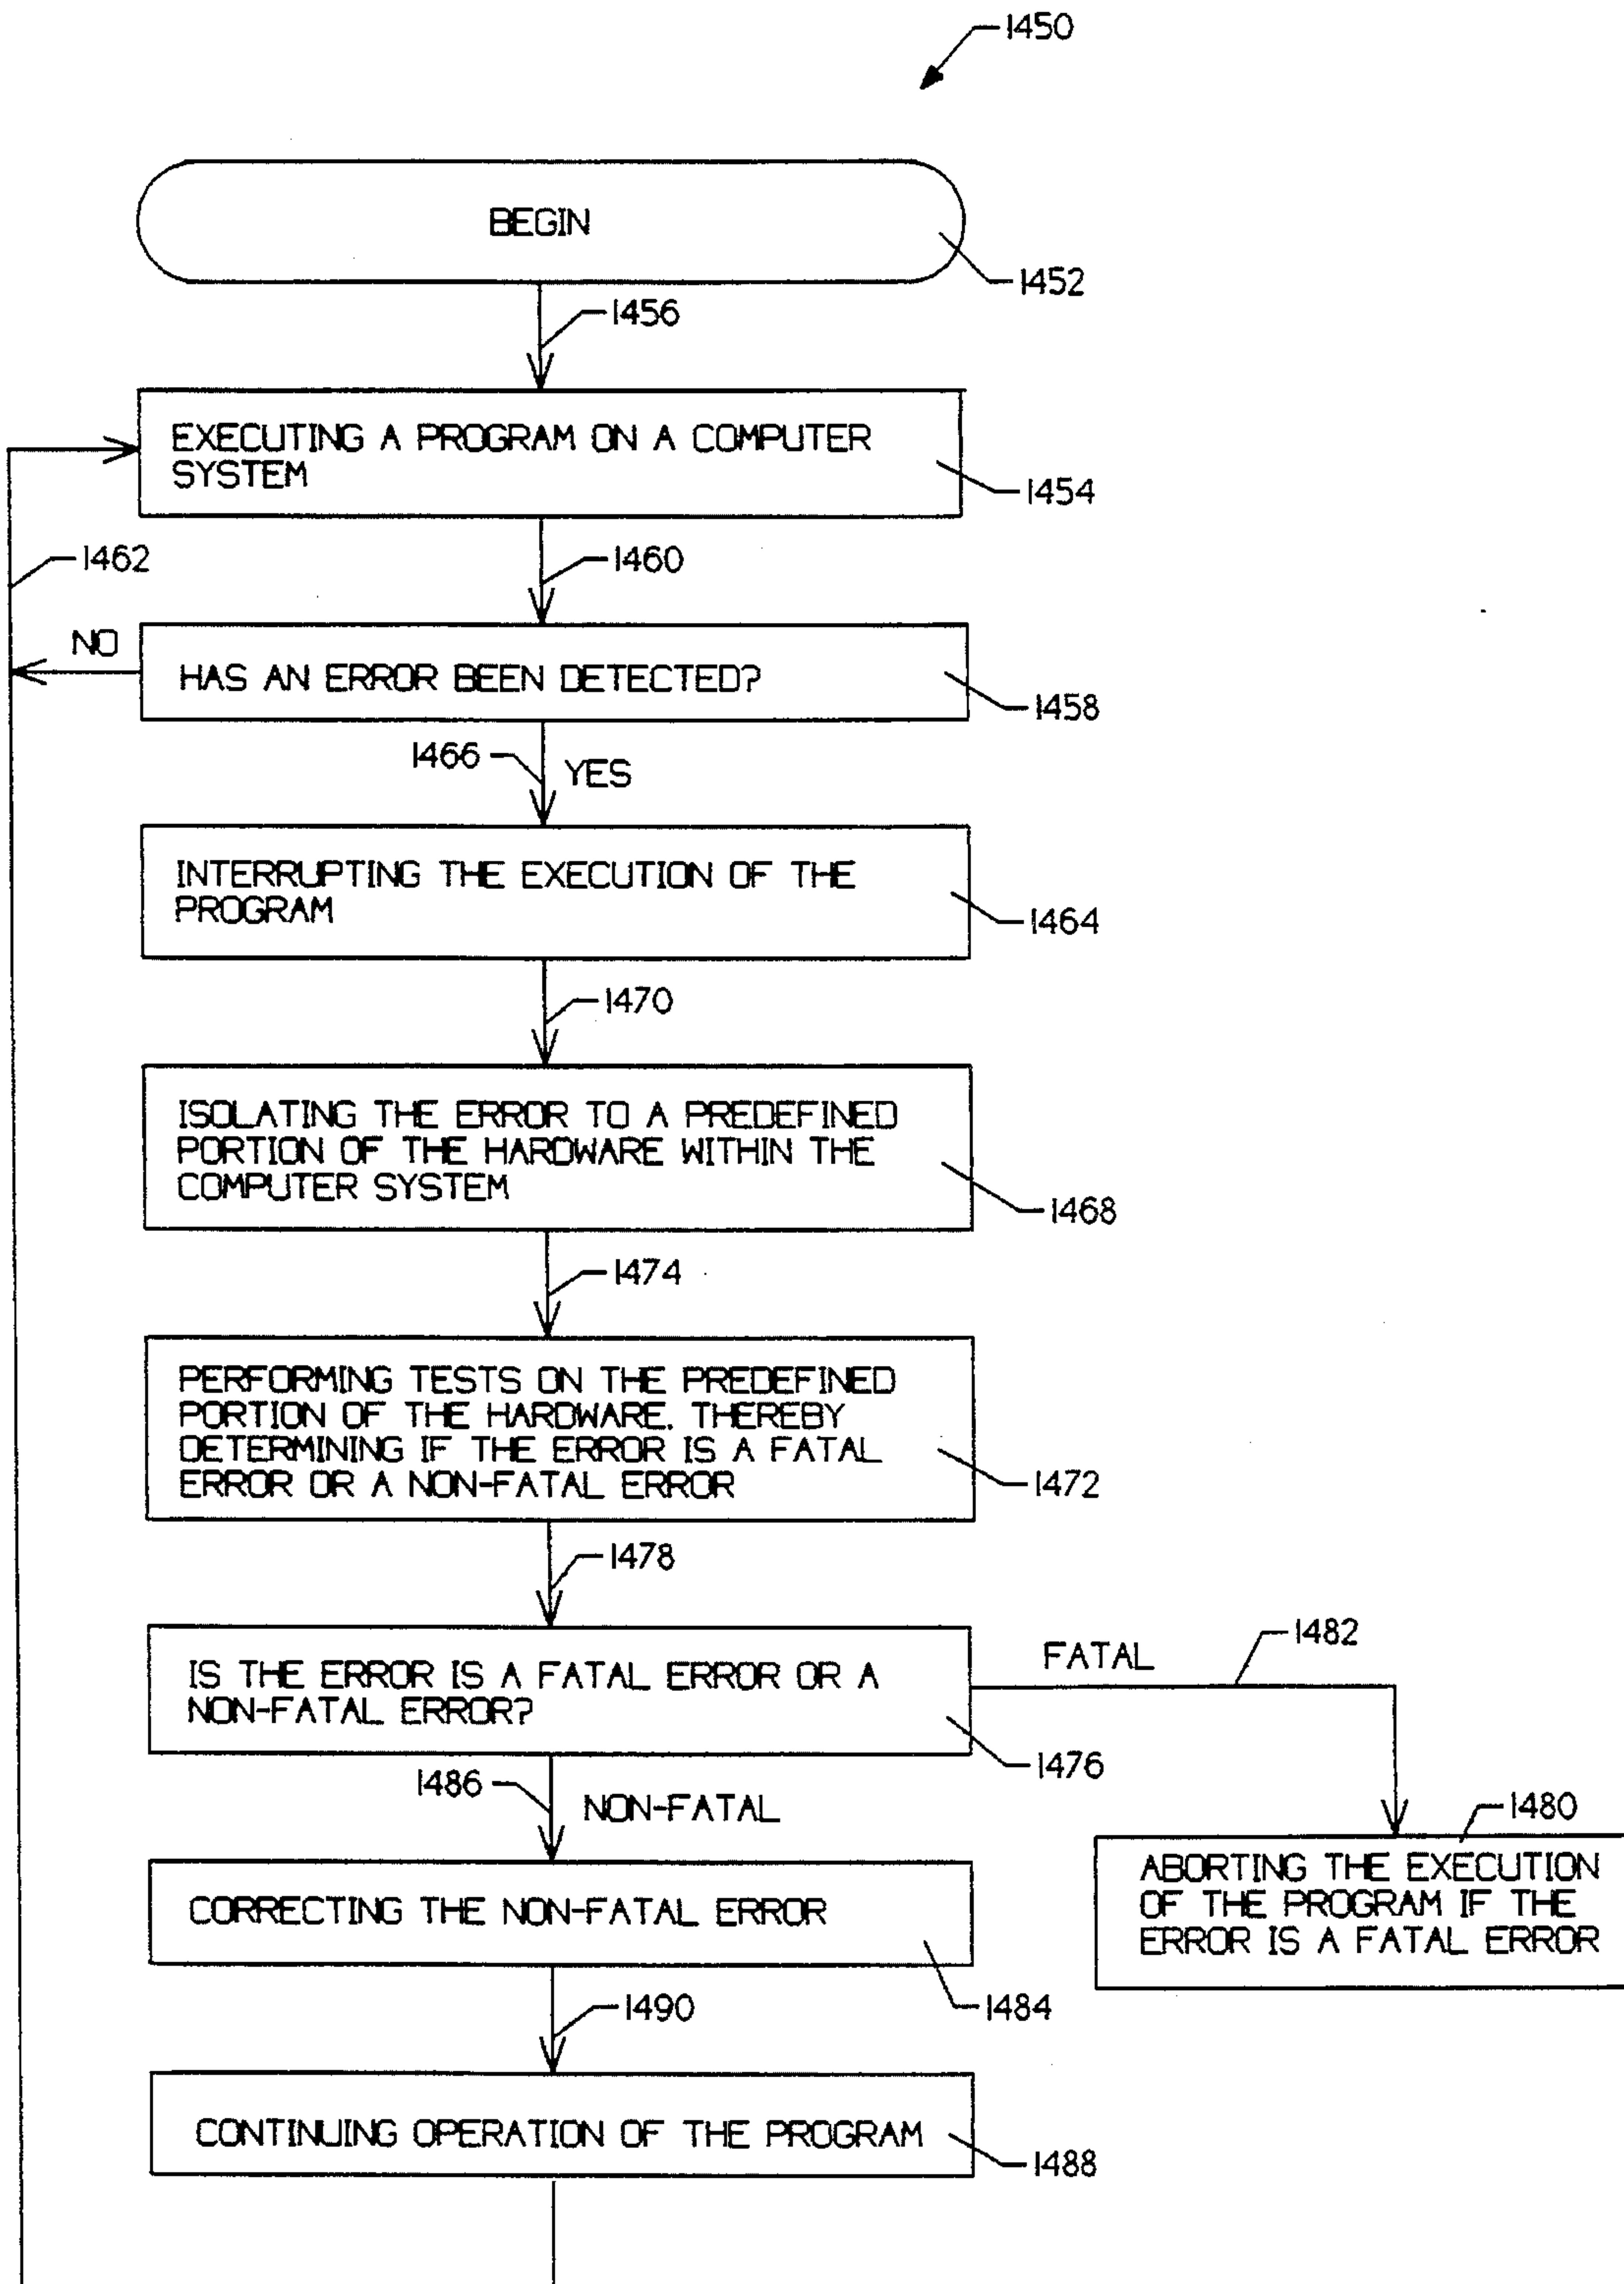 1450
BEGIN
1452
1456
EXECUTING A PROGRAM ON A COMPUTER
SYSTEM
1454
1462
1460
NO
HAS AN ERROR BEEN DETECTED?
1458
1466
YES
INTERRUPTING THE EXECUTION OF THE
PROGRAM
1464
1470
ISOLATING THE ERROR TO A PREDEFINED
PORTION OF THE HARDWARE WITHIN THE
COMPUTER SYSTEM
1468
1474
PERFORMING TESTS ON THE PREDEFINED
PORTION OF THE HARDWARE, THEREBY
DETERMINING IF THE ERROR IS A FATAL
ERROR OR A NON-FATAL ERROR
1472
1478
IS THE ERROR IS A FATAL ERROR OR A
NON-FATAL ERROR?
1476
FATAL
1482
1486
NON-FATAL
1480
ABORTING THE EXECUTION
OF THE PROGRAM IF THE
ERROR IS A FATAL ERROR
CORRECTING THE NON-FATAL ERROR
1484
1490
CONTINUING OPERATION OF THE PROGRAM
1488